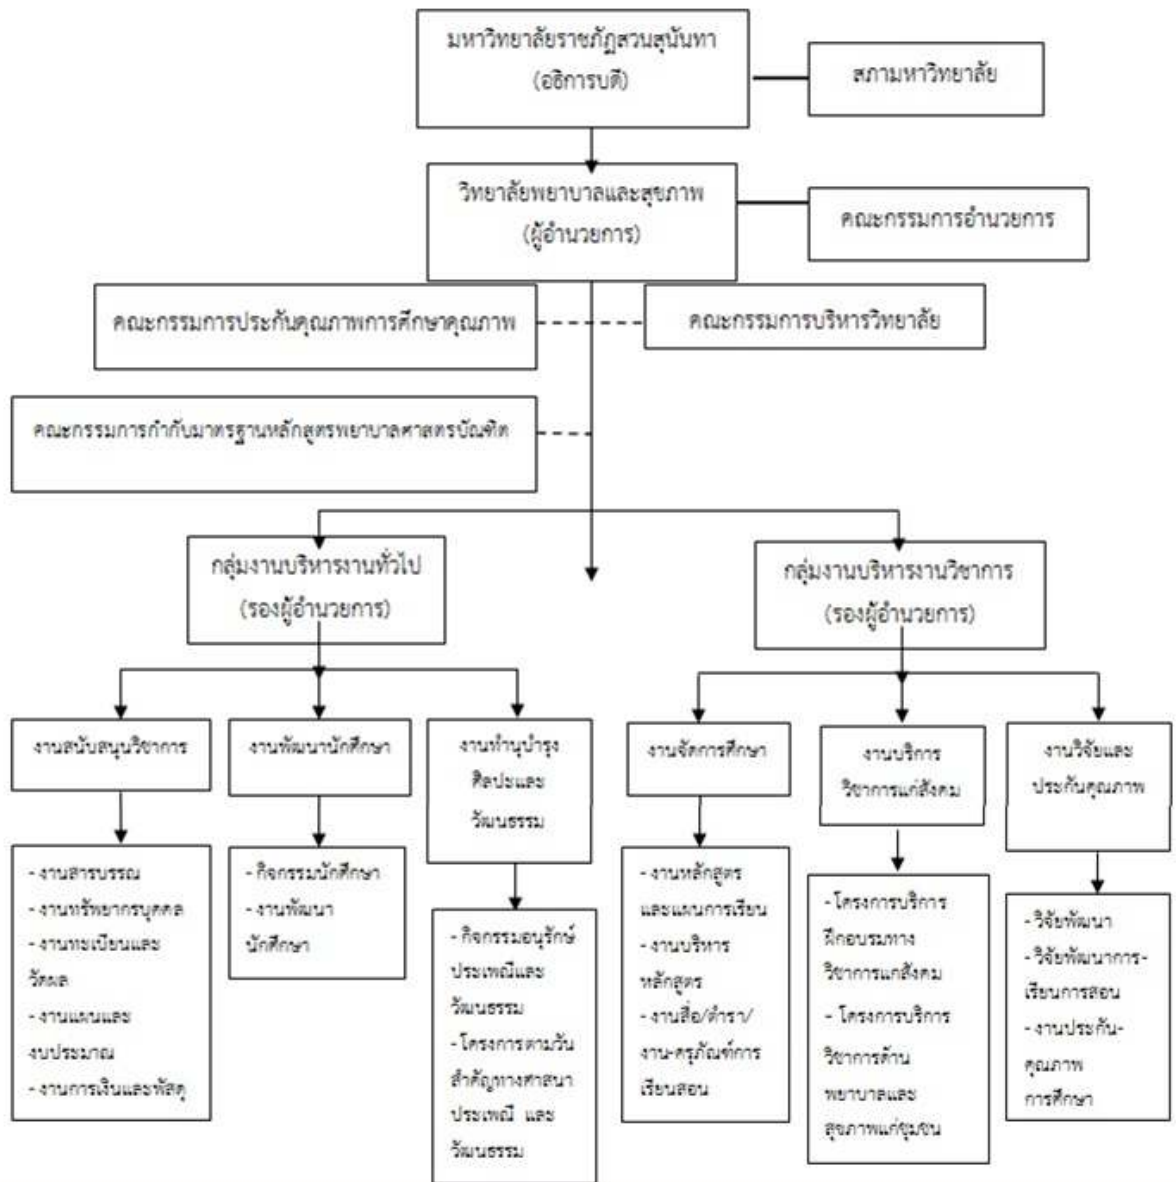 มหาวิทยาลัยราชภัฏสวนสุนันทา
(อธิการบดี)
สภามหาวิทยาลัย
วิทยาลัยพยาบาลและสุขภาพ
(ผู้อำนวยการ)
คณะกรรมการอำนวยการ
คณะกรรมการประกันคุณภาพการศึกษาคุณภาพ
คณะกรรมการบริหารวิทยาลัย
คณะกรรมการกำกับมาตรฐานหลักสูตรพยาบาลศาสตรบัณฑิต
กลุ่มงานบริหารงานทั่วไป
(รองผู้อำนวยการ)
กลุ่มงานบริหารงานวิชาการ
(รองผู้อำนวยการ)
งานสนับสนุนวิชาการ
งานพัฒนานักศึกษา
งานทำนุบำรุง
ศิลปะและ
วัฒนธรรม
งานจัดการศึกษา
งานบริการ
วิชาการแก่สังคม
งานวิจัยและ
ประกันคุณภาพ
- งานสารบรรณ
- งานทรัพยากรบุคคล
- งานทะเบียนและ
วัดผล
- งานแผนและ
งบประมาณ
- งานการเงินและพัสดุ
- กิจกรรมนักศึกษา
- งานพัฒนา
นักศึกษา
- กิจกรรมอนุรักษ์
ประเพณีและ
วัฒนธรรม
- โครงการตามวัน
สำคัญทางศาสนา
ประเพณี และ
วัฒนธรรม
- งานหลักสูตร
และแผนการเรียน
- งานบริหาร
หลักสูตร
- งานสื่อ/ตำรา/
งาน-ครุภัณฑ์การ
เรียนสอน
- โครงการบริการ
ฝึกอบรมทาง
วิชาการแกสังคม
- โครงการบริการ
วิชาการด้าน
พยาบาลและ
สุขภาพแก่ชุมชน
- วิจัยพัฒนา
- วิจัยพัฒนาการ-
เรียนการสอน
- งานประกัน-
คุณภาพ
การศึกษา